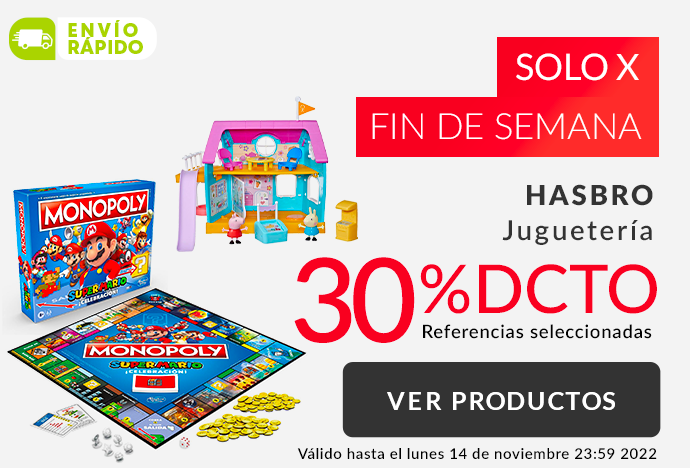 ENVÍO
RÁPIDO
SOLO X
FIN DE SEMANA
HASBRO
Juguetería
30%DCTO
Referencias seleccionadas
VER PRODUCTOS
Válido hasta el lunes 14 de noviembre 23:59 2022
MONOPOLY
SUPER MARIO
¡CELEBRACIÓN!
MONOPOLY
SUPER MARIO
¡CELEBRACIÓN!
SALIDA